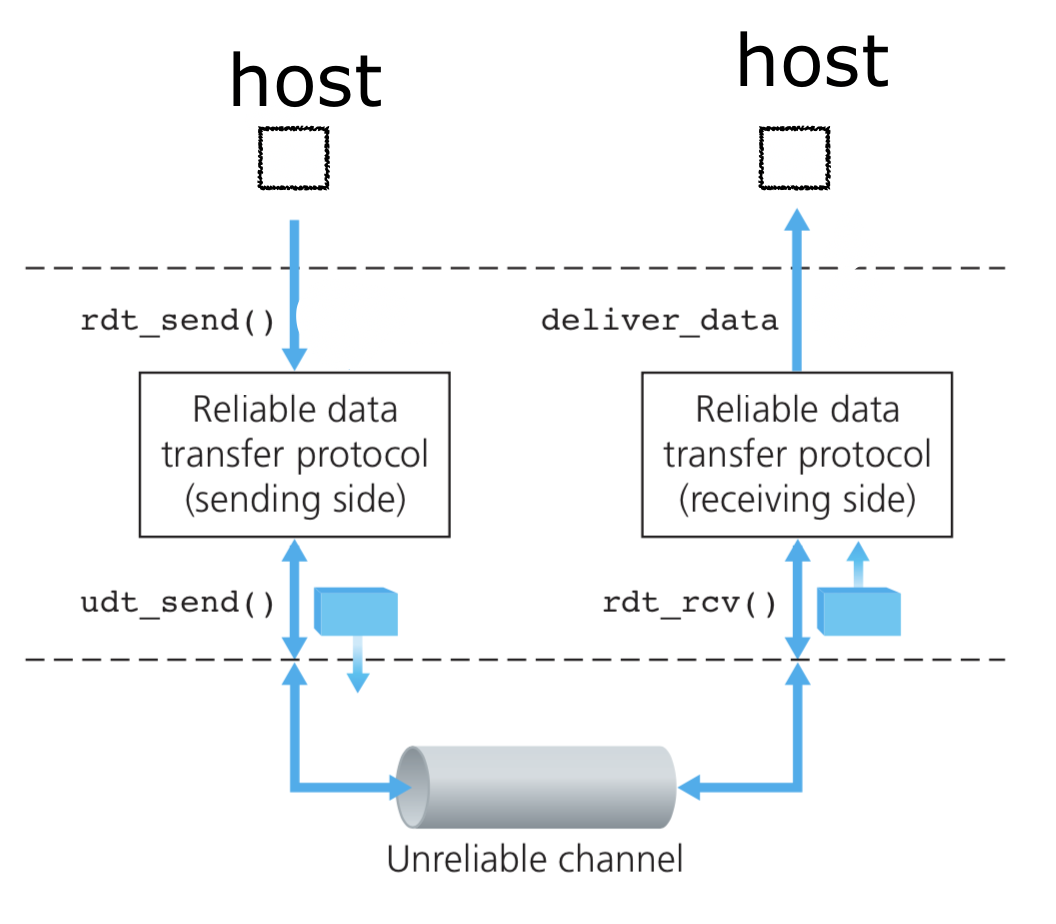 host
host
rdt_send()
deliver_data
Reliable data
transfer protocol
(sending side)
Reliable data
transfer protocol
(receiving side)
udt_send()
rdt_rcv()
Unreliable channel